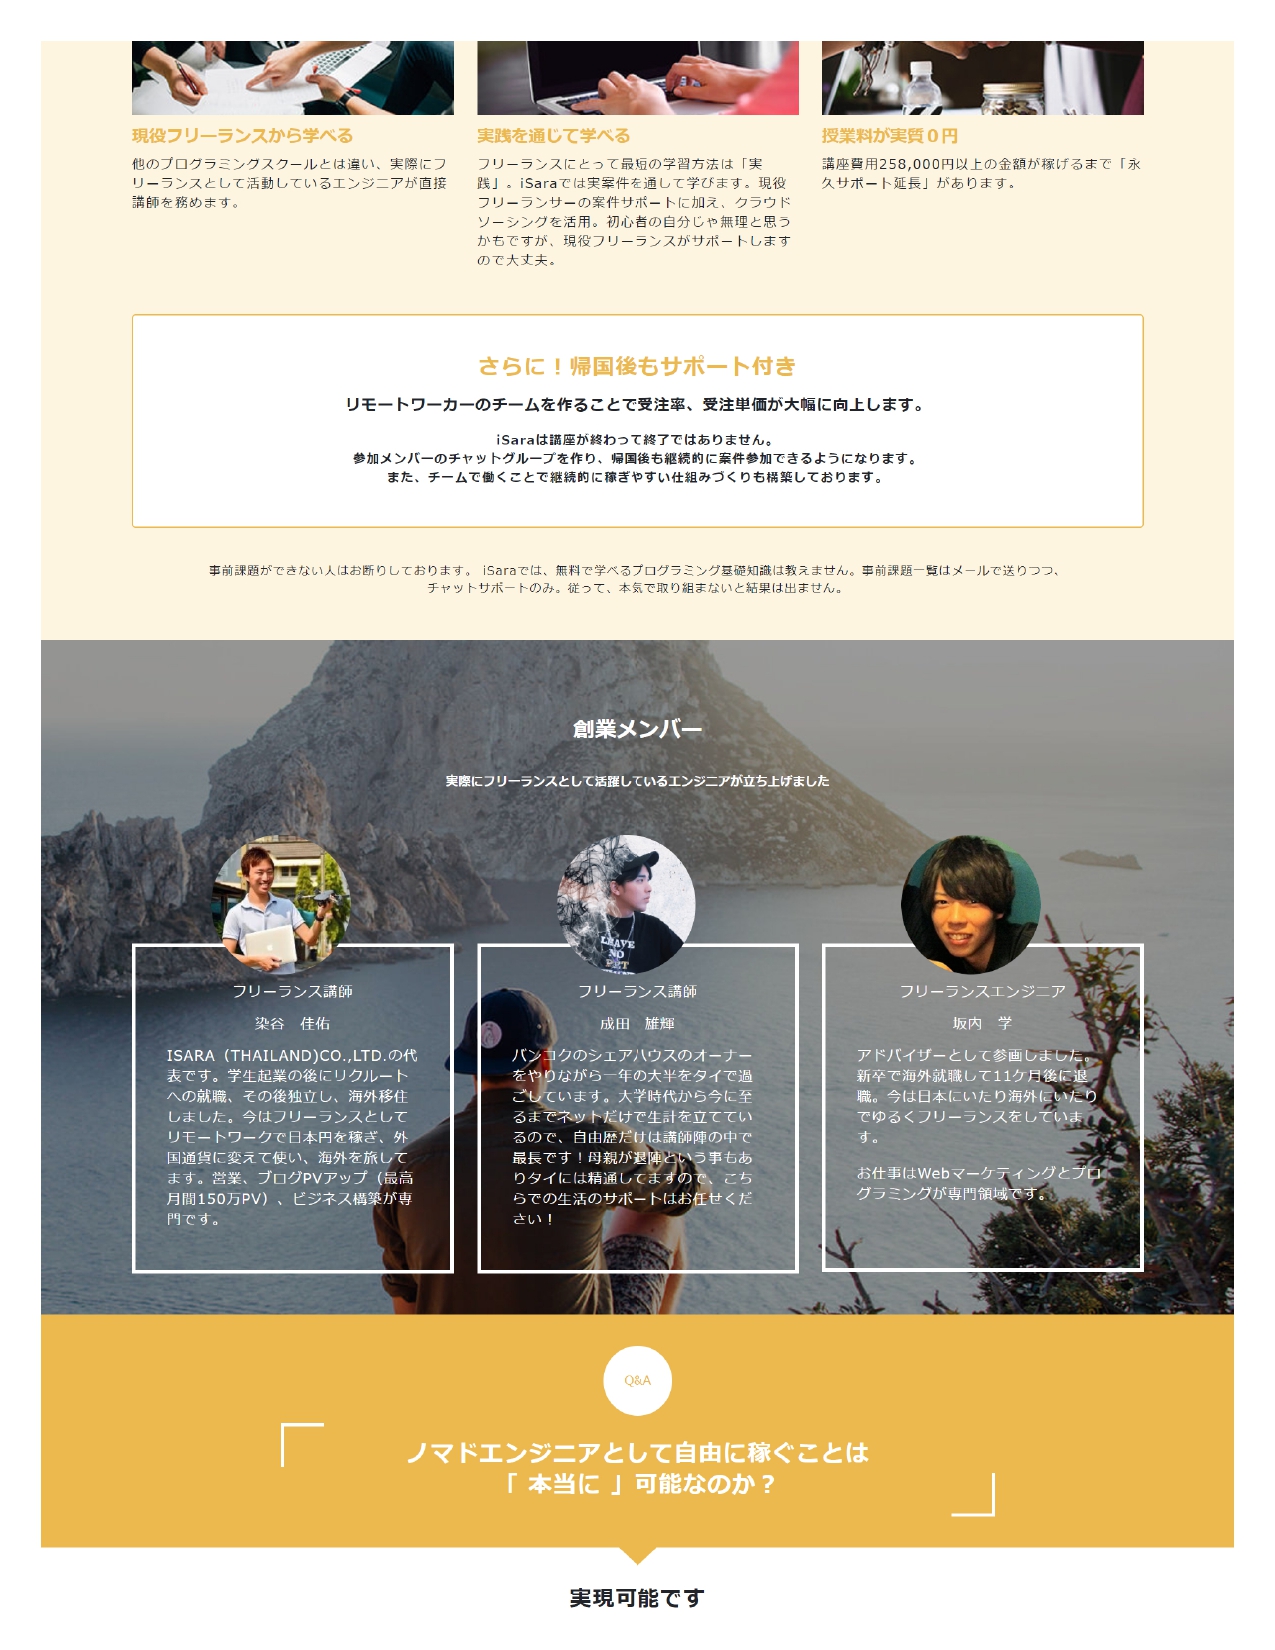 現役フリーランスから学べる
他のプログラミングスクールとは違い、実際にフ
リーランスとして活動しているエンジニアが直接
講師を務めます。
実践を通じて学べる
フリーランスにとって最短の学習方法は「実
践」。iSaraでは実案件を通して学びます。現役
フリーランサーの案件サポートに加え、クラウド
ソーシングを活用。初心者の自分じゃ無理と思う
かもですが、現役フリーランスがサポートします
ので大丈夫。
授業料が実質０円
講座費用258,000円以上の金額が稼げるまで「永
久サポート延長」があります。
さらに！帰国後もサポート付き
リモートワーカーのチームを作ることで受注率、受注単価が大幅に向上します。
iSaraは講座が終わって終了ではありません。
参加メンバーのチャットグループを作り、帰国後も継続的に案件参加できるようになります。
また、チームで働くことで継続的に稼ぎやすい仕組みづくりも構築しております。
事前課題ができない人はお断りしております。 iSaraでは、無料で学べるプログラミング基礎知識は教えません。事前課題一覧はメールで送りつつ、
チャットサポートのみ。従って、本気で取り組まないと結果は出ません。
創業メンバー
実際にフリーランスとして活躍しているエンジニアが立ち上げました
フリーランス講師
染谷　佳佑
ISARA（THAILAND)CO.,LTD.の代
表です。学生起業の後にリクルート
への就職、その後独立し、海外移住
しました。今はフリーランスとして
リモートワークで日本円を稼ぎ、外
国通貨に変えて使い、海外を旅して
ます。営業、ブログPVアップ（最高
月間150万PV）、ビジネス構築が専
門です。
LEAVE
NO
フリーランス講師
成田　雄輝
バンコクのシェアハウスのオーナー
をやりながら一年の大半をタイで過
ごしています。大学時代から今に至
るまでネットだけで生計を立ててい
るので、自由歴だけは講師陣の中で
最長です！母親が退陣という事もあ
りタイには精通してますので、こち
らでの生活のサポートはお任せくだ
さい！
フリーランスエンジニア
坂内　学
アドバイザーとして参画しました。
新卒で海外就職して11ケ月後に退
職。今は日本にいたり海外にいたり
でゆるくフリーランスをしていま
す。
お仕事はWebマーケティングとプロ
グラミングが専門領域です。
Q&A
ノマドエンジニアとして自由に稼ぐことは
「 本当に 」可能なのか？
実現可能です